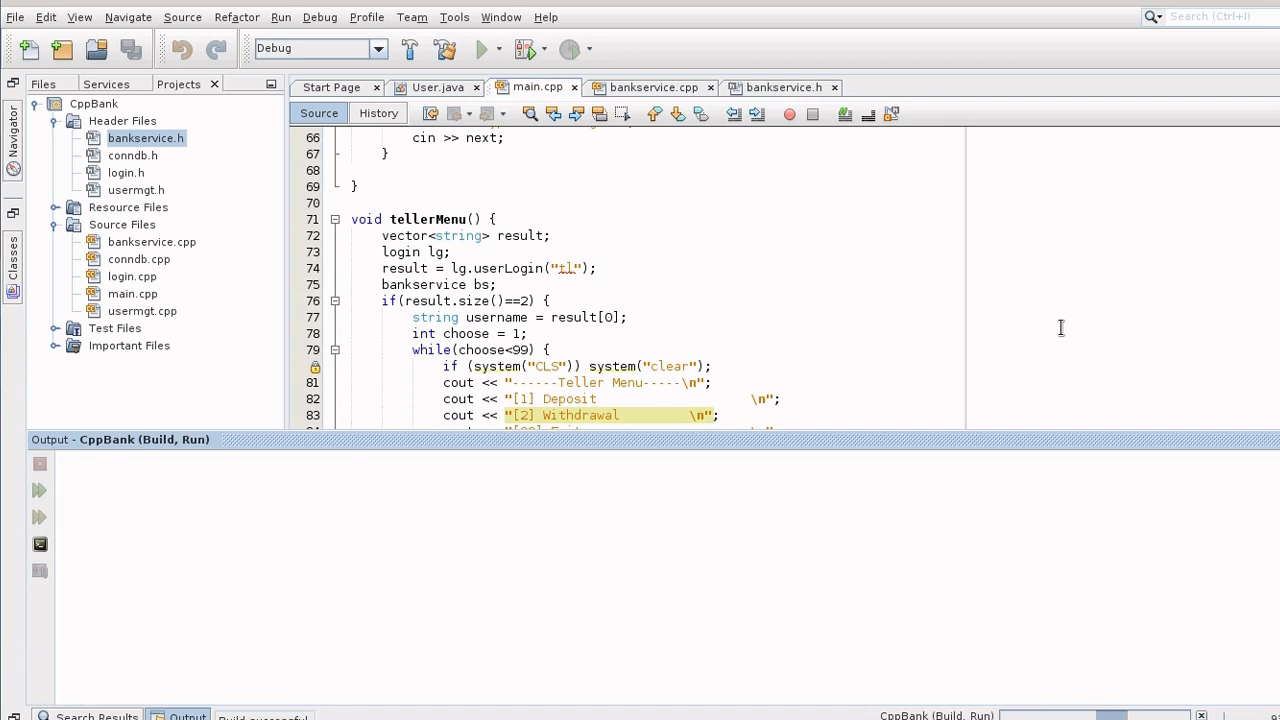 File Edit View Navigate Source Refactor Run Debug Profile Team Tools Window Help Search (Ctrl+I)
Debug
Files Services Projects
Start Page User.java main.cpp bankservice.cpp bankservice.h
Source History
Navigator
Classes
CppBank
Header Files
bankservice.h
conndb.h
login.h
usermgt.h
Resource Files
Source Files
bankservice.cpp
conndb.cpp
login.cpp
main.cpp
usermgt.cpp
Test Files
Important Files
66 cin >> next;
67 }
68
69 }
70
71 void tellerMenu() {
72 vector<string> result;
73 login lg;
74 result = lg.userLogin("tl");
75 bankservice bs;
76 if(result.size()==2) {
77 string username = result[0];
78 int choose = 1;
79 while(choose<99) {
if (system("CLS")) system("clear");
81 cout << "------Teller Menu-----\n";
82 cout << "[1] Deposit \n";
83 cout << "[2] Withdrawal \n";
Output - CppBank (Build, Run)
Search Results Output Build successful
CppBank (Build, Run)